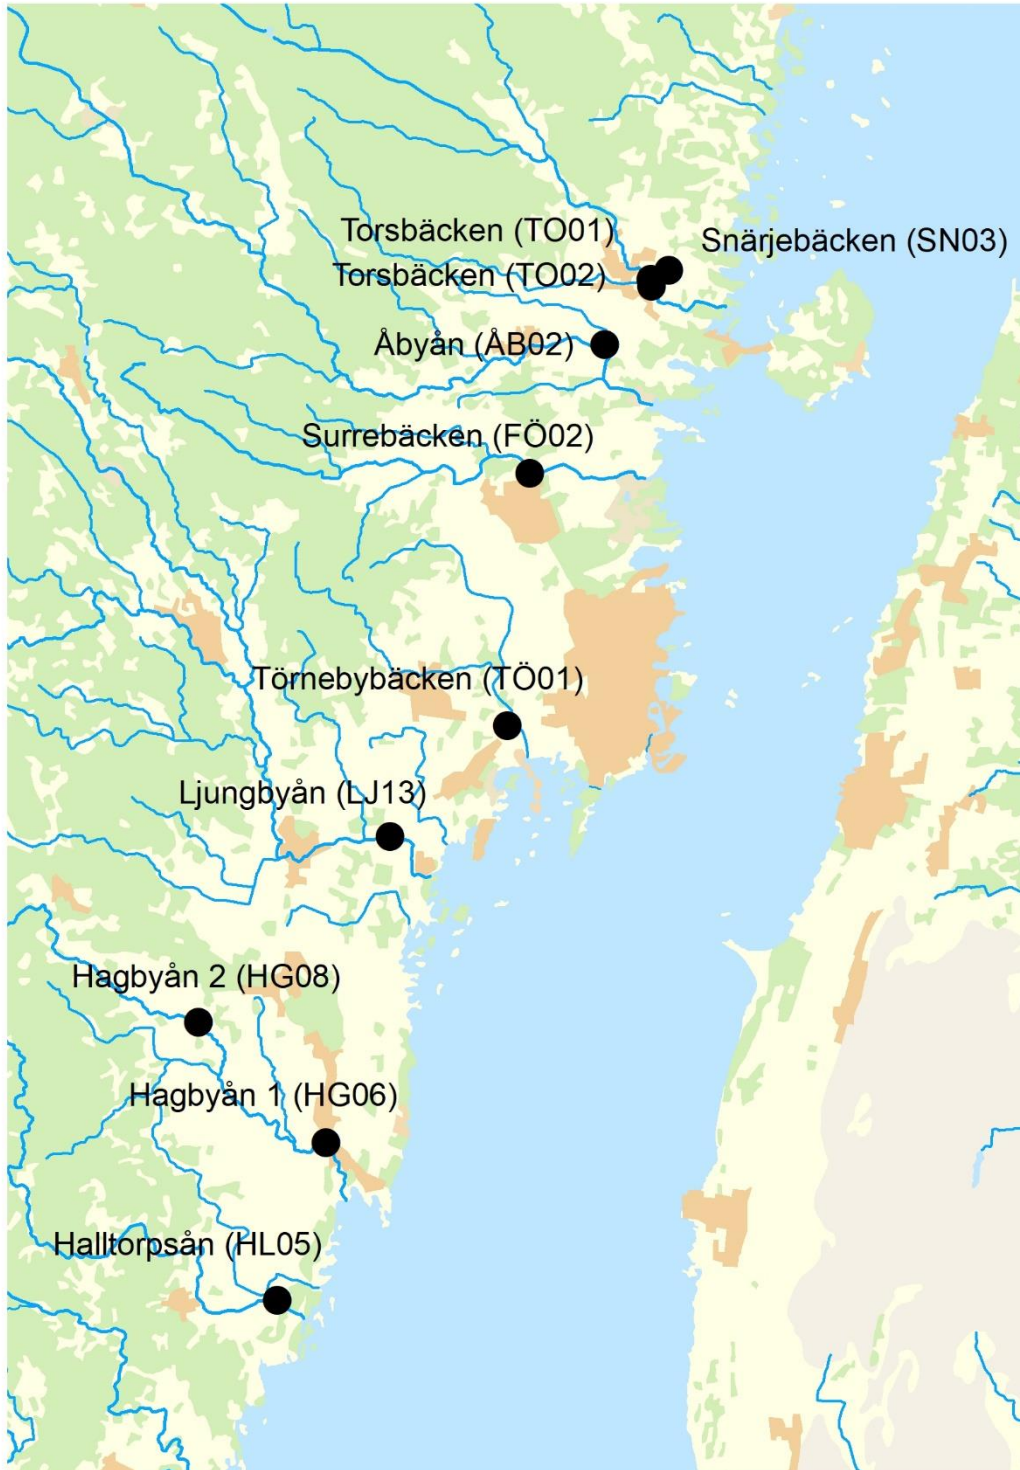 Torsbäcken (TO01)
Snärjebäcken (SN03)
Torsbäcken (TO02)
Åbyån (ÅB02)
Surrebäcken (FÖ02)
Törnebybäcken (TÖ01)
Ljungbyån (LJ13)
Hagbyån 2 (HG08)
Hagbyån 1 (HG06)
Halltorpsån (HL05)